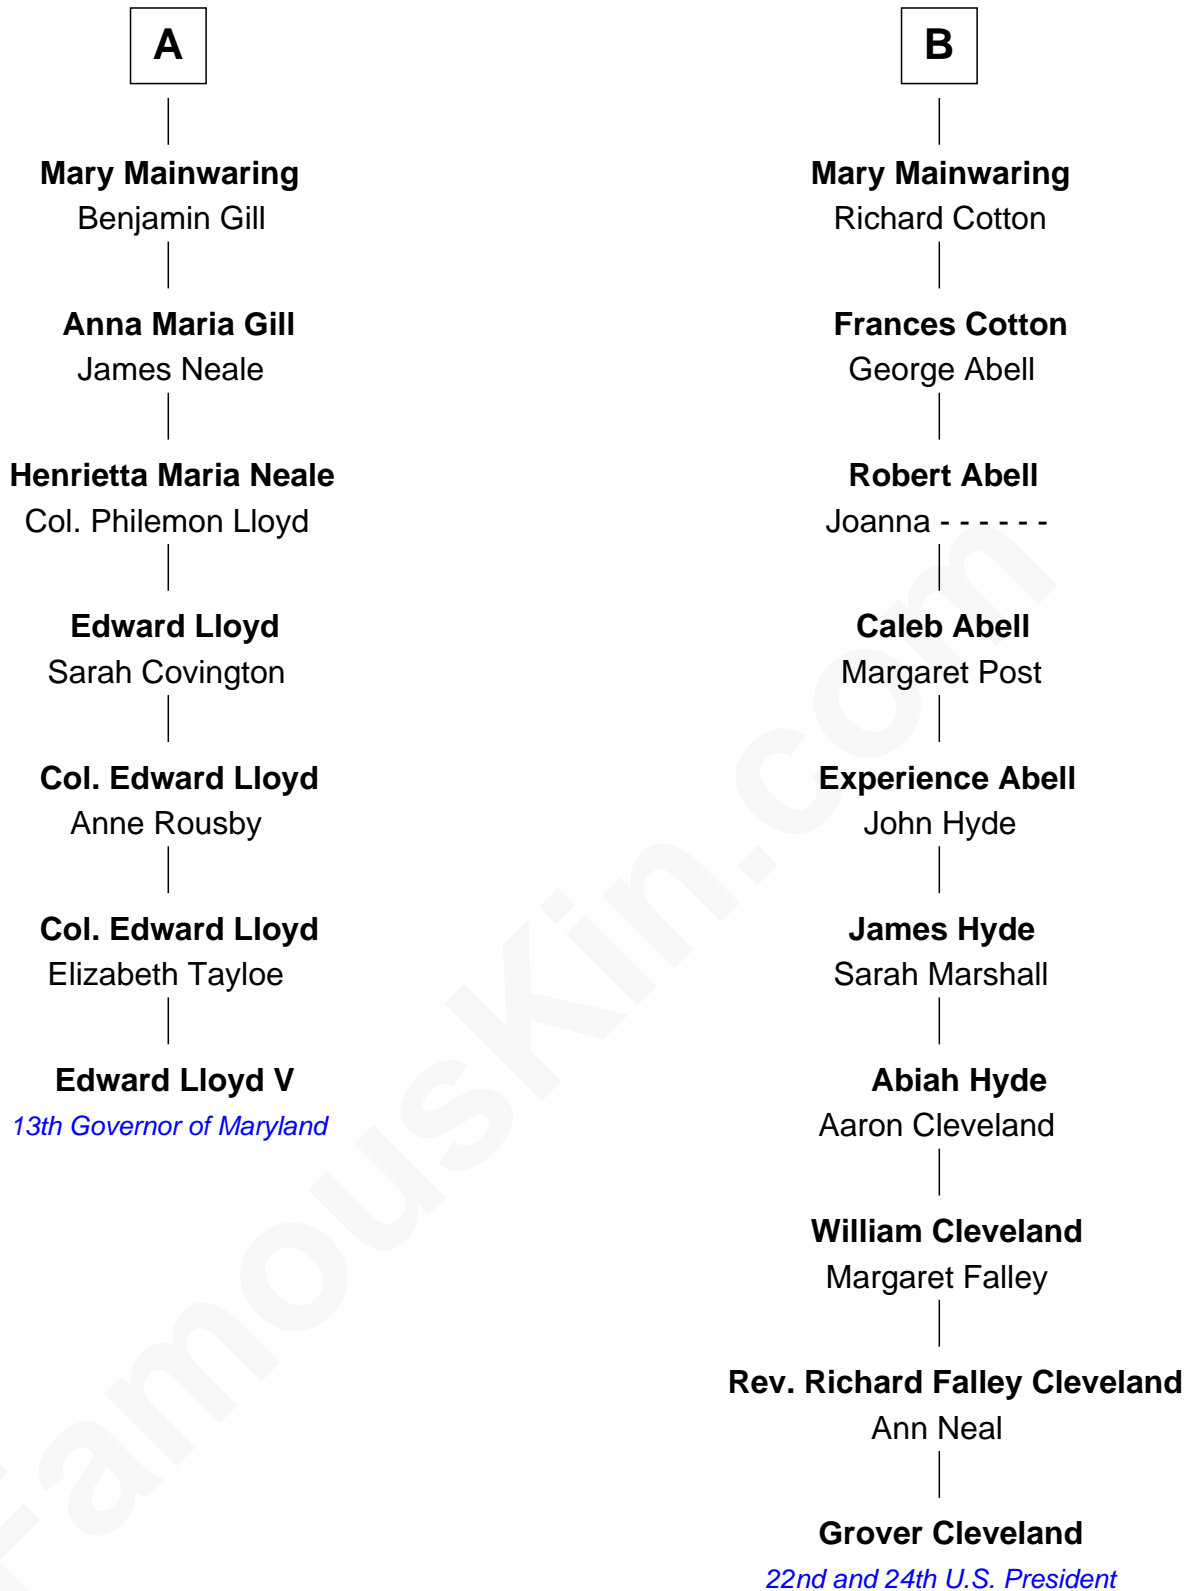 A
Mary Mainwaring
Benjamin Gill
Anna Maria Gill
James Neale
Henrietta Maria Neale
Col. Philemon Lloyd
Edward Lloyd
Sarah Covington
Col. Edward Lloyd
Anne Rousby
Col. Edward Lloyd
Elizabeth Tayloe
Edward Lloyd V
13th Governor of Maryland
B
Mary Mainwaring
Richard Cotton
Frances Cotton
George Abell
Robert Abell
Joanna - - - - - -
Caleb Abell
Margaret Post
Experience Abell
John Hyde
James Hyde
Sarah Marshall
Abiah Hyde
Aaron Cleveland
William Cleveland
Margaret Falley
Rev. Richard Falley Cleveland
Ann Neal
Grover Cleveland
22nd and 24th U.S. President
FamousKin.com